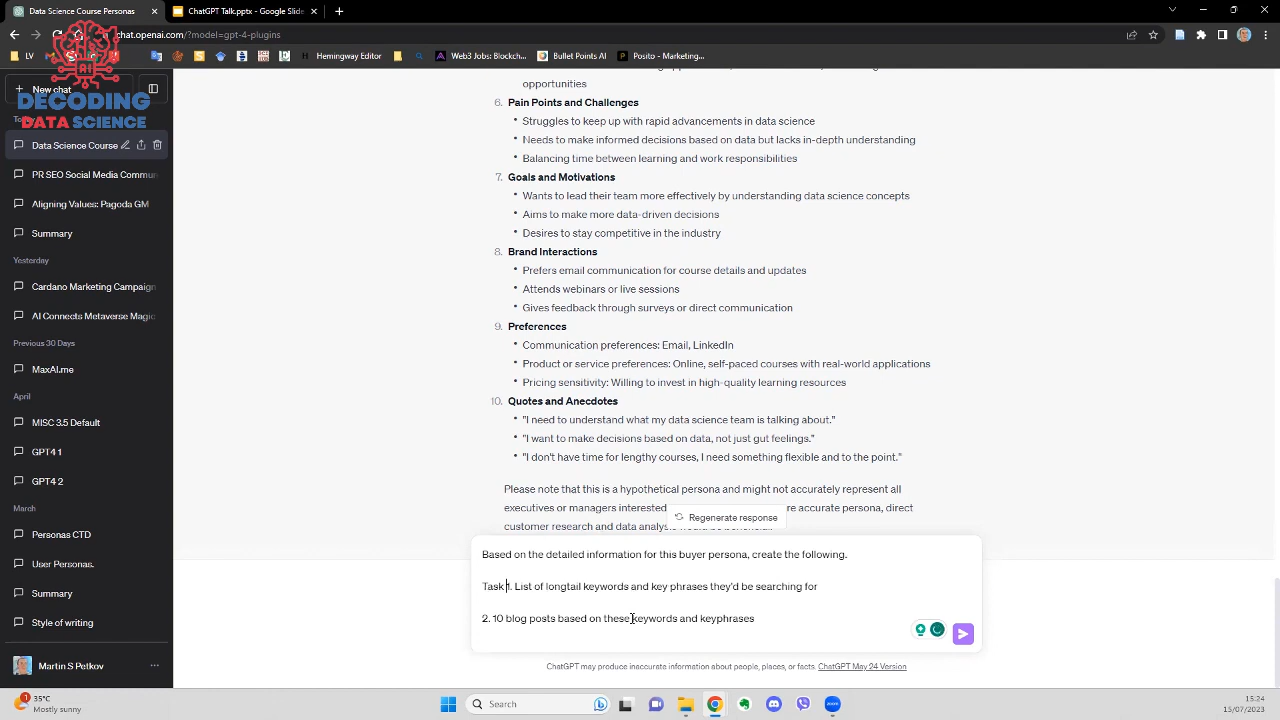 Data Science Course Persona
ChatGPT Talk.pptx - Google Slide
chat.openai.com/?model=gpt-4-plugins
LV
Hemingway Editor
Web3 Jobs: Blockch...
Bullet Points AI
Posito - Marketing...
New chat
AI
DECODING
DATA SCIENCE
Data Science Course
PR SEO Social Media Commun
Aligning Values: Pagoda GM
Summary
Yesterday
Cardano Marketing Campaign
AI Connects Metaverse Magic
Previous 30 Days
MaxAI.me
April
MISC 3.5 Default
GPT4 1
GPT4 2
March
Personas CTD
User Personas.
Summary
Style of writing
Martin S Petkov
opportunities
6. Pain Points and Challenges
• Struggles to keep up with rapid advancements in data science
• Needs to make informed decisions based on data but lacks in-depth understanding
• Balancing time between learning and work responsibilities
7. Goals and Motivations
• Wants to lead their team more effectively by understanding data science concepts
• Aims to make more data-driven decisions
• Desires to stay competitive in the industry
8. Brand Interactions
• Prefers email communication for course details and updates
• Attends webinars or live sessions
• Gives feedback through surveys or direct communication
9. Preferences
• Communication preferences: Email, LinkedIn
• Product or service preferences: Online, self-paced courses with real-world applications
• Pricing sensitivity: Willing to invest in high-quality learning resources
10. Quotes and Anecdotes
• "I need to understand what my data science team is talking about."
• "I want to make decisions based on data, not just gut feelings."
• "I don't have time for lengthy courses, I need something flexible and to the point."
Please note that this is a hypothetical persona and might not accurately represent all
executives or managers interested re accurate persona, direct
customer research and data analys
Regenerate response
Based on the detailed information for this buyer persona, create the following.
Task 1. List of longtail keywords and key phrases they'd be searching for
2. 10 blog posts based on these keywords and keyphrases
ChatGPT may produce inaccurate information about people, places, or facts. ChatGPT May 24 Version
35°C
Mostly sunny
Search
zoom
15:24
15/07/2023